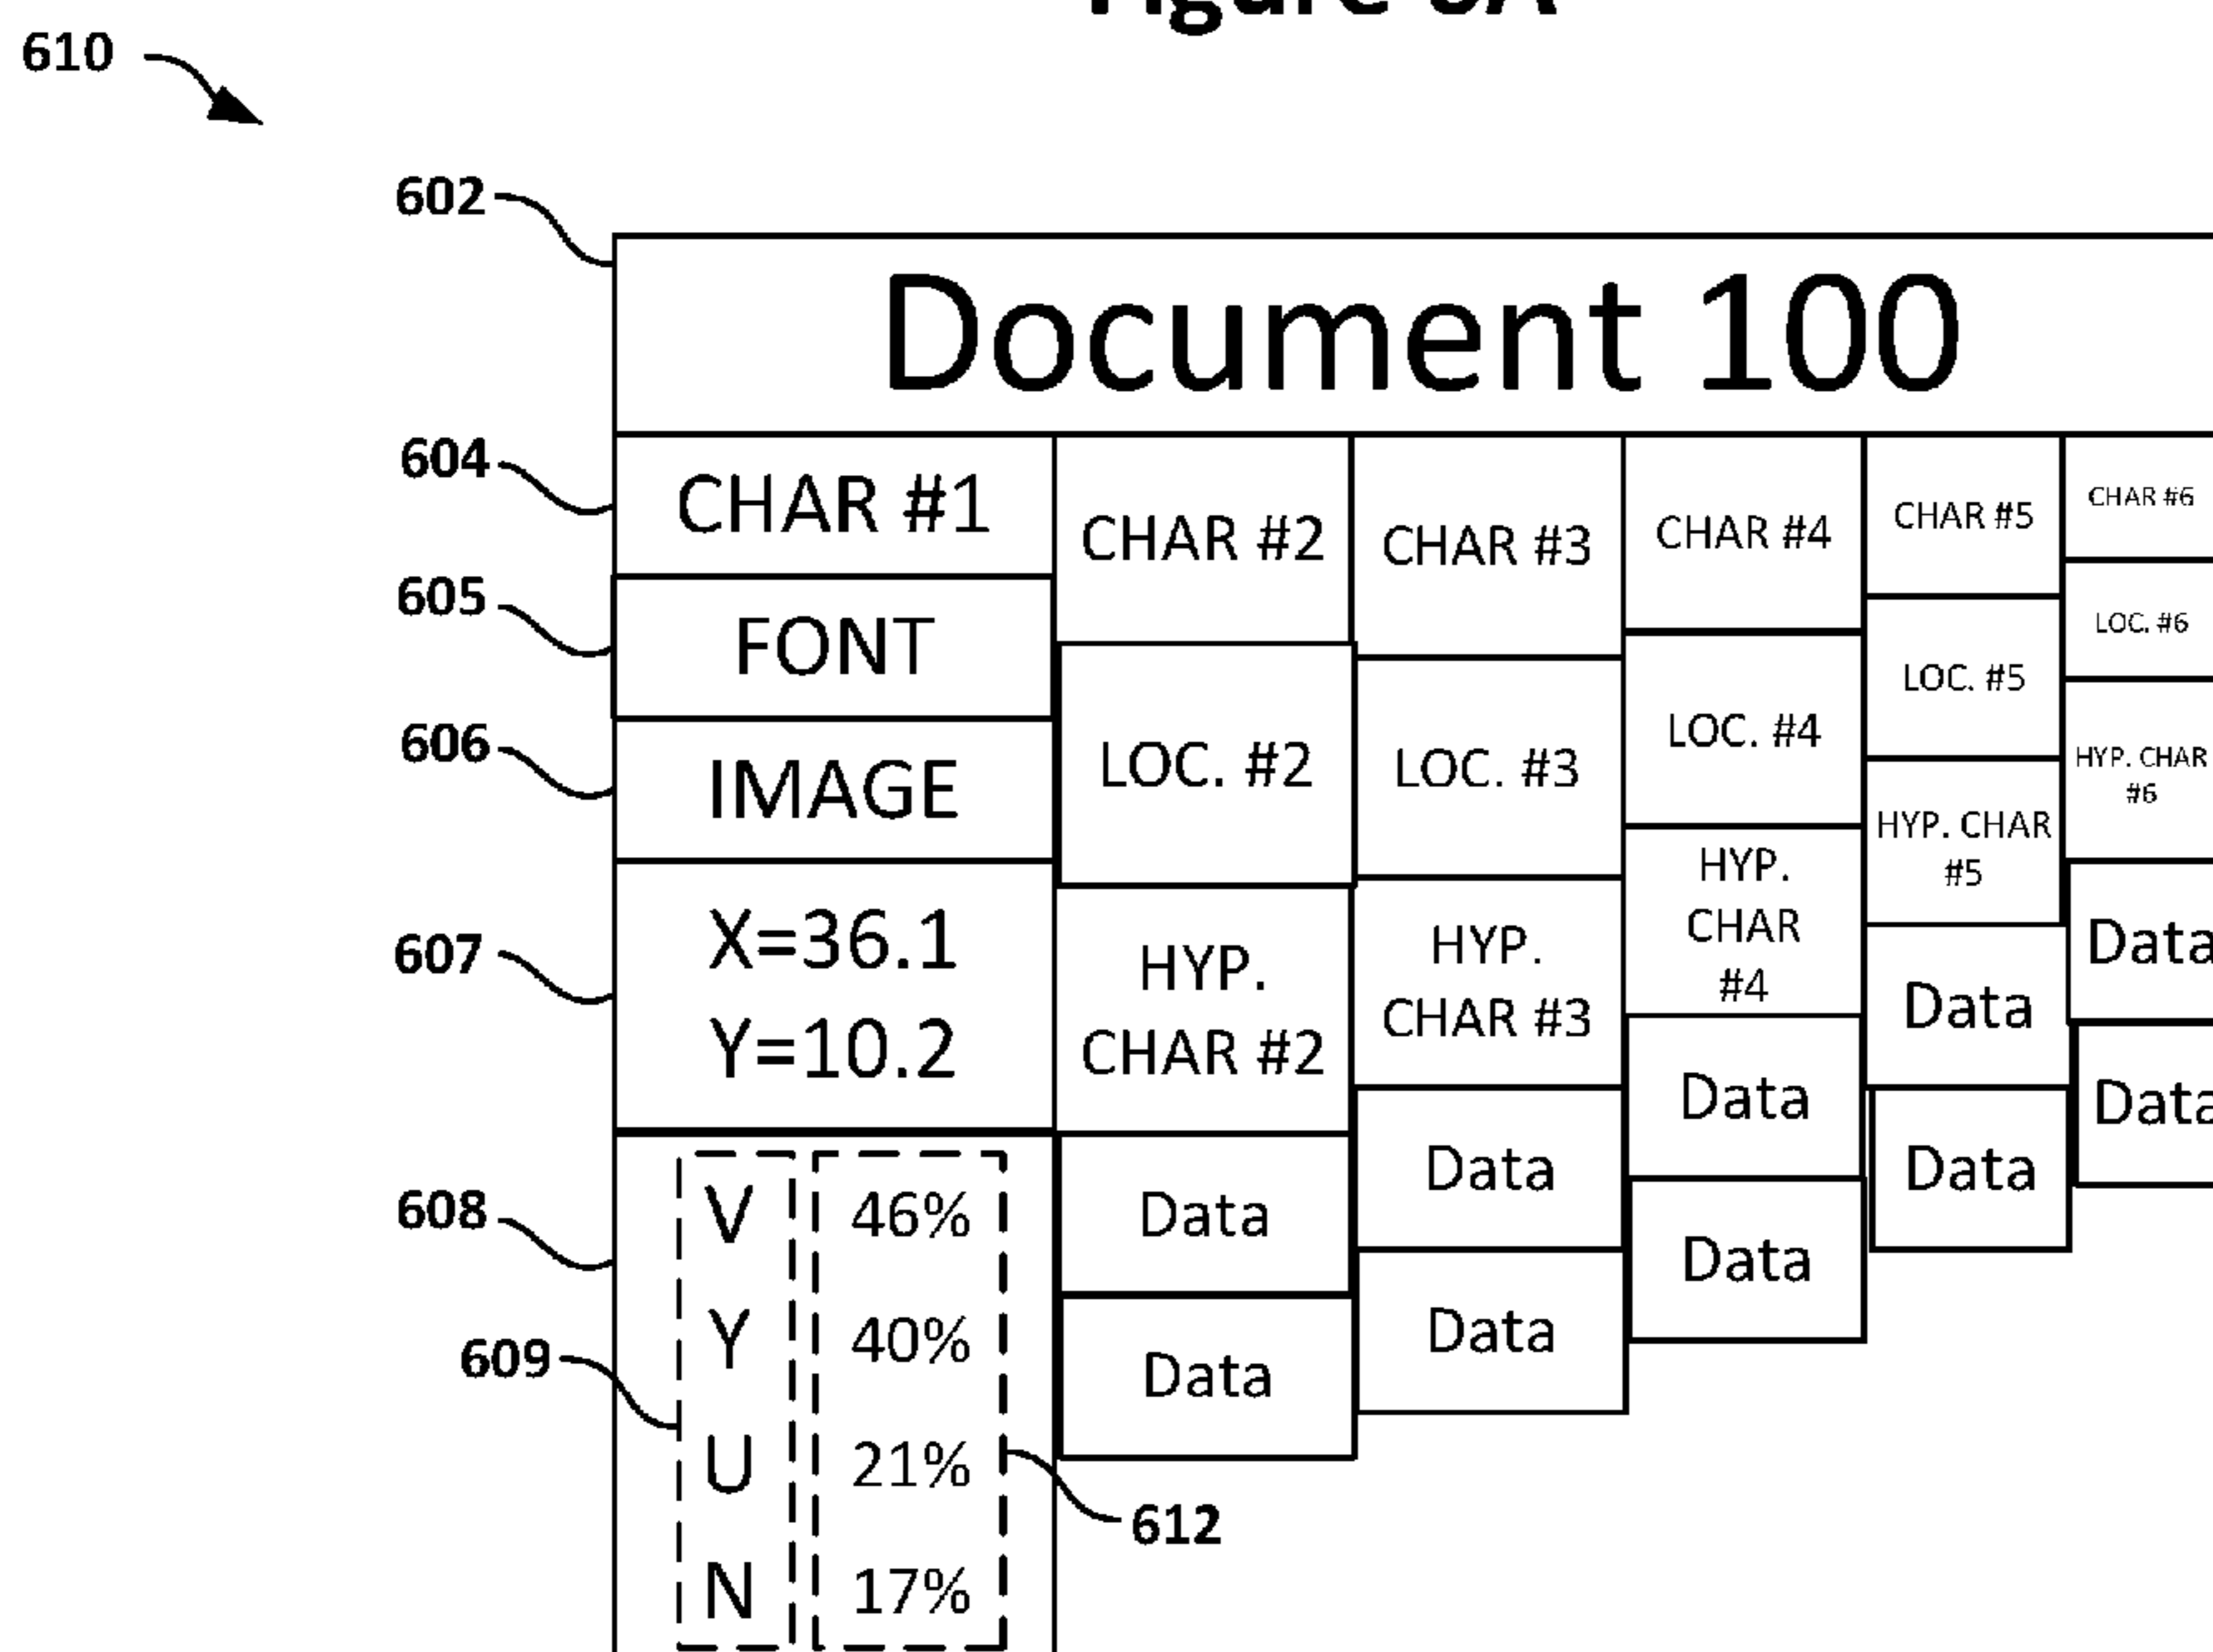 610
602
Document 100
604
CHAR #1
605
FONT
606
IMAGE
607
X=36.1
Y=10.2
608
609
V 46%
Y 40%
U 21%
N 17%
612
CHAR #2
LOC. #2
HYP.
CHAR #2
Data
Data
CHAR #3
LOC. #3
HYP.
CHAR #3
Data
Data
CHAR #4
LOC. #4
HYP.
CHAR
#4
Data
Data
CHAR #5
LOC. #5
HYP. CHAR
#5
Data
Data
CHAR #6
LOC. #6
HYP. CHAR
#6
Data
Data